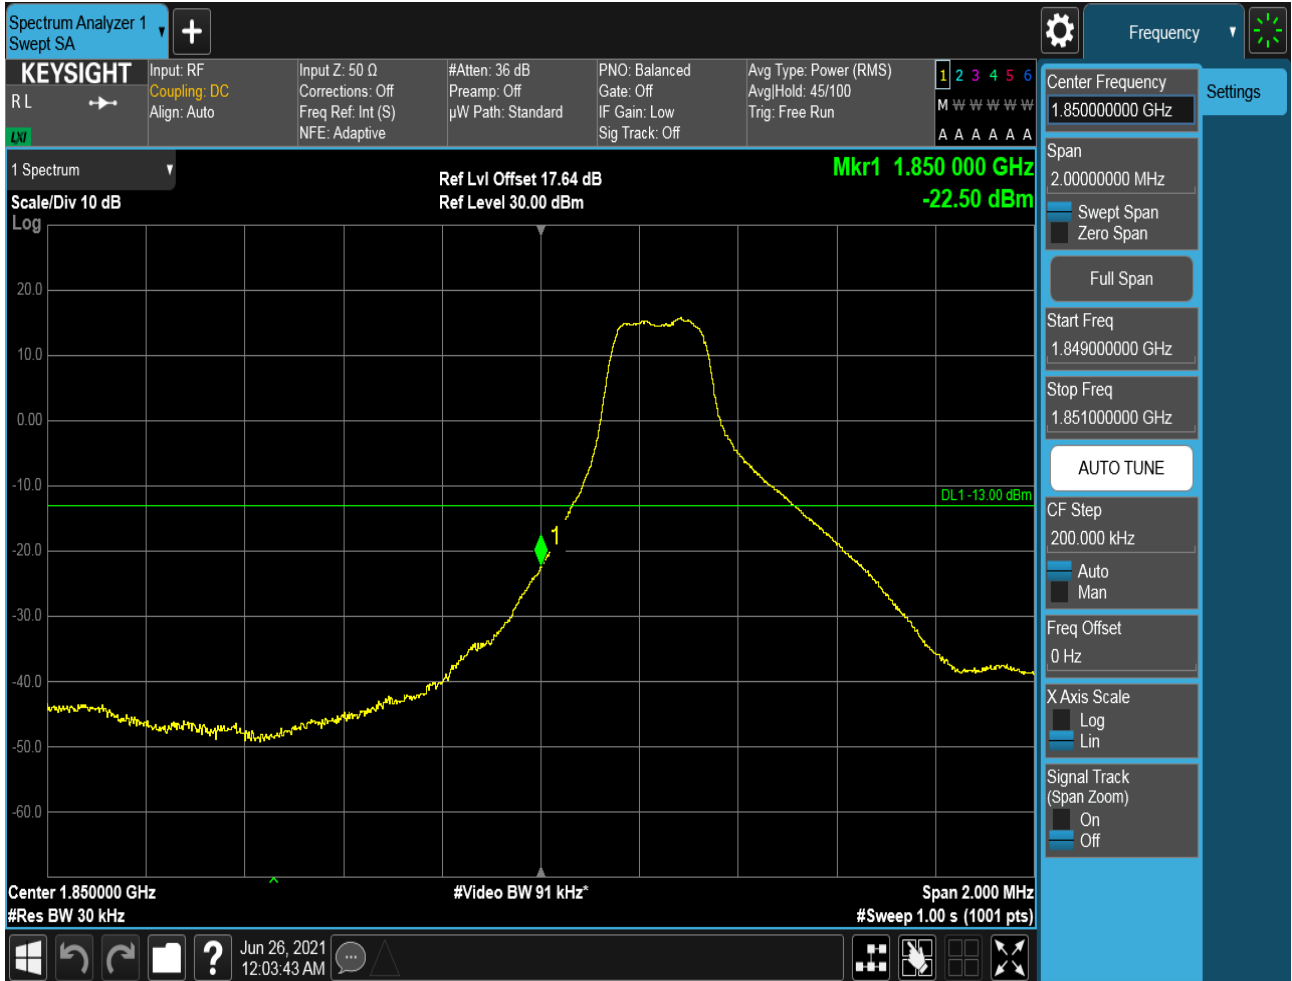 Spectrum Analyzer 1
Swept SA
Frequency
KEYSIGHT
R L
LXI
Input: RF
Coupling: DC
Align: Auto
Input Z: 50 Ω
Corrections: Off
Freq Ref: Int (S)
NFE: Adaptive
#Atten: 36 dB
Preamp: Off
µW Path: Standard
PNO: Balanced
Gate: Off
IF Gain: Low
Sig Track: Off
Avg Type: Power (RMS)
Avg|Hold: 45/100
Trig: Free Run
1 2 3 4 5 6
M W W W W W
A A A A A A
1 Spectrum
Scale/Div 10 dB
Log
Ref Lvl Offset 17.64 dB
Ref Level 30.00 dBm
Mkr1 1.850 000 GHz
-22.50 dBm
20.0
10.0
0.00
-10.0
-20.0
-30.0
-40.0
-50.0
-60.0
DL1 -13.00 dBm
1
Center 1.850000 GHz
#Res BW 30 kHz
#Video BW 91 kHz*
Span 2.000 MHz
#Sweep 1.00 s (1001 pts)
Jun 26, 2021
12:03:43 AM
Center Frequency
1.850000000 GHz
Settings
Span
2.00000000 MHz
Swept Span
Zero Span
Full Span
Start Freq
1.849000000 GHz
Stop Freq
1.851000000 GHz
AUTO TUNE
CF Step
200.000 kHz
Auto
Man
Freq Offset
0 Hz
X Axis Scale
Log
Lin
Signal Track
(Span Zoom)
On
Off